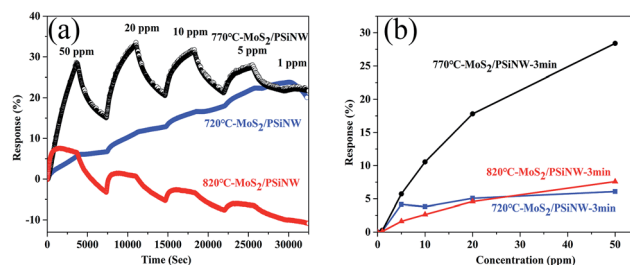 (a)
50 ppm
20 ppm
10 ppm
5 ppm
1 ppm
770°C-MoS₂/PSiNW
720°C-MoS₂/PSiNW
820°C-MoS₂/PSiNW
Response (%)
40
30
20
10
0
-10
0
5000
10000
15000
20000
25000
30000
Time (Sec)
(b)
770°C-MoS₂/PSiNW-3min
820°C-MoS₂/PSiNW-3min
720°C-MoS₂/PSiNW-3min
Response (%)
30
25
20
15
10
5
0
0
10
20
30
40
50
Concentration (ppm)